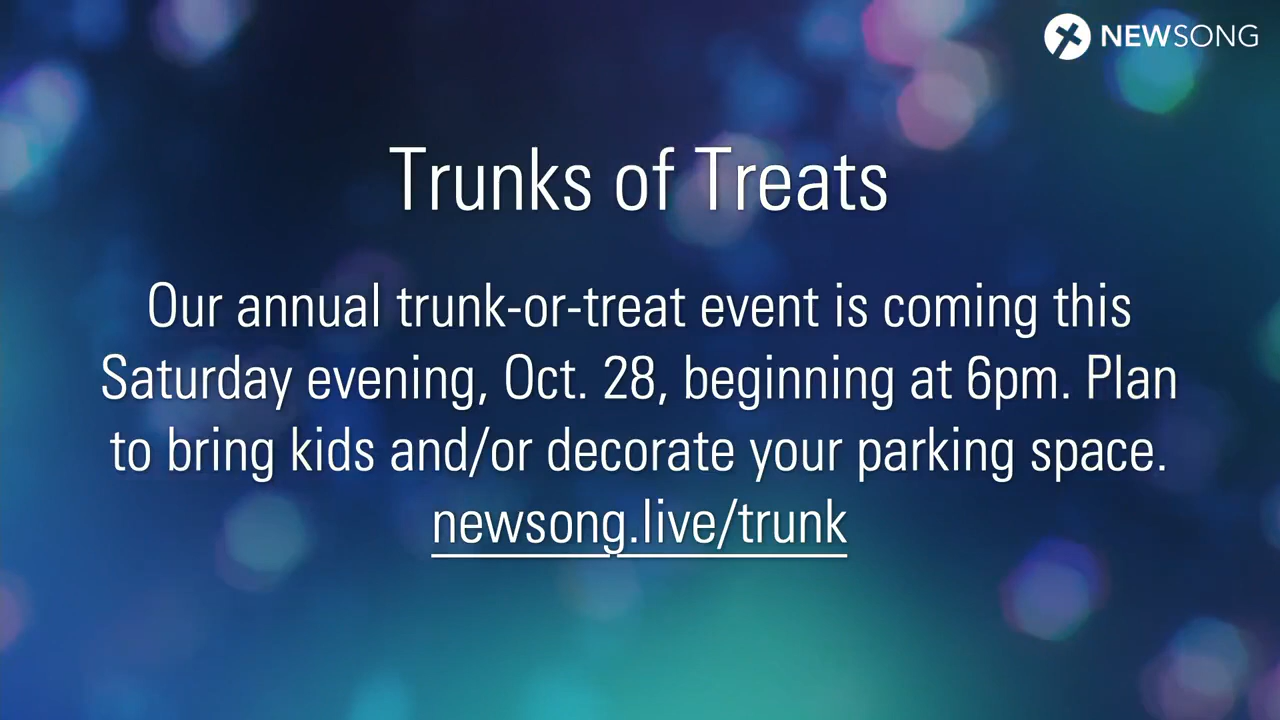 NEWSONG
Trunks of Treats
Our annual trunk-or-treat event is coming this
Saturday evening, Oct. 28, beginning at 6pm. Plan
to bring kids and/or decorate your parking space.
newsong.live/trunk